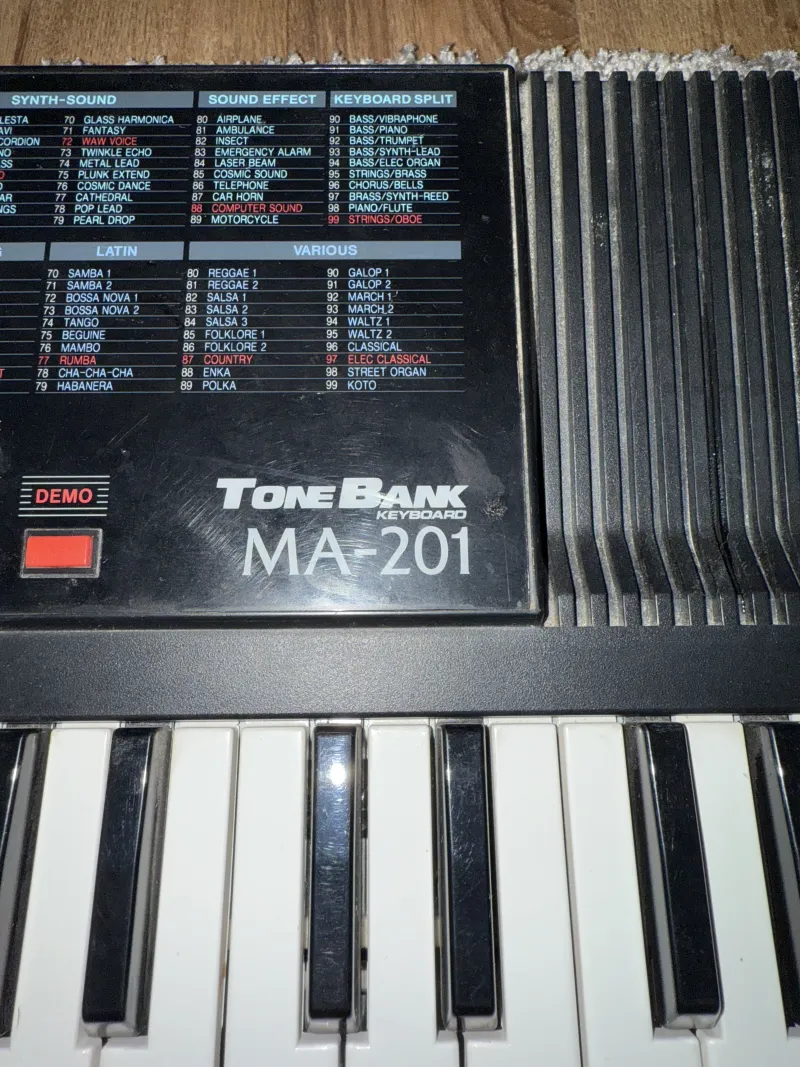 SYNTH-SOUND
70 GLASS HARMONICA
71 FANTASY
72 WAW VOICE
73 TWINKLE ECHO
74 METAL LEAD
75 PLUNK EXTEND
76 COSMIC DANCE
77 CATHEDRAL
78 POP LEAD
79 PEARL DROP
SOUND EFFECT
80 AIRPLANE
81 AMBULANCE
82 INSECT
83 EMERGENCY ALARM
84 LASER BEAM
85 COSMIC SOUND
86 TELEPHONE
87 CAR HORN
88 COMPUTER SOUND
89 MOTORCYCLE
KEYBOARD SPLIT
90 BASS/VIBRAPHONE
91 BASS/PIANO
92 BASS/TRUMPET
93 BASS/SYNTH-LEAD
94 BASS/ELEC ORGAN
95 STRINGS/BRASS
96 CHORUS/BELLS
97 BRASS/SYNTH-REED
98 PIANO/FLUTE
99 STRINGS/OBOE
LATIN
70 SAMBA 1
71 SAMBA 2
72 BOSSA NOVA 1
73 BOSSA NOVA 2
74 TANGO
75 BEGUINE
76 MAMBO
77 RUMBA
78 CHA-CHA-CHA
79 HABANERA
VARIOUS
80 REGGAE 1
81 REGGAE 2
82 SALSA 1
83 SALSA 2
84 SALSA 3
85 FOLKLORE 1
86 FOLKLORE 2
87 COUNTRY
88 ENKA
89 POLKA
90 GALOP 1
91 GALOP 2
92 MARCH 1
93 MARCH 2
94 WALTZ 1
95 WALTZ 2
96 CLASSICAL
97 ELEC CLASSICAL
98 STREET ORGAN
99 KOTO
DEMO
TONE BANK
KEYBOARD
MA-201